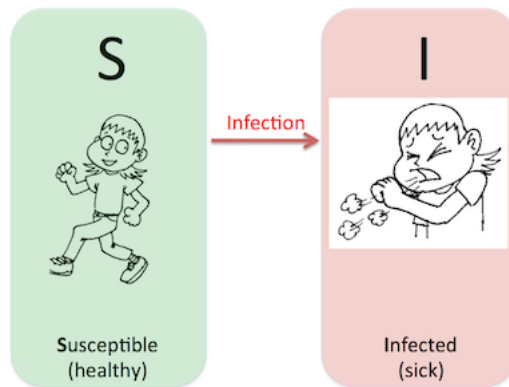 S
I
Infection
Susceptible
(healthy)
Infected
(sick)